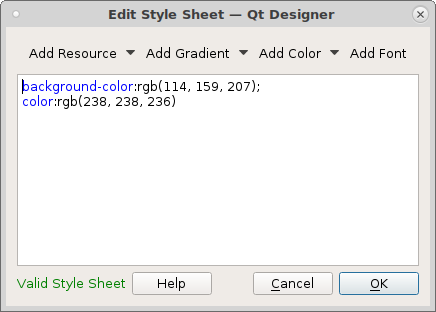 Edit Style Sheet — Qt Designer
Add Resource Add Gradient Add Color Add Font
background-color:rgb(114, 159, 207);
color:rgb(238, 238, 236)
Valid Style Sheet Help Cancel OK